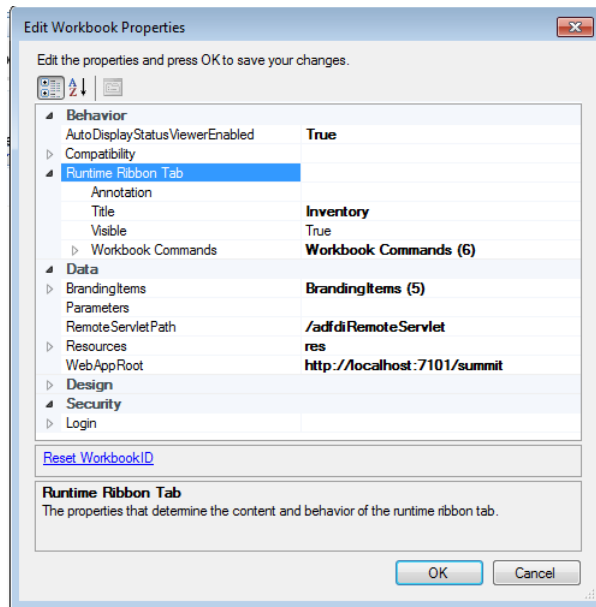 Edit Workbook Properties
Edit the properties and press OK to save your changes.
Behavior
AutoDisplayStatusViewerEnabled True
Compatibility
Runtime Ribbon Tab
Annotation
Title Inventory
Visible True
Workbook Commands Workbook Commands (6)
Data
BrandingItems BrandingItems (5)
Parameters
RemoteServletPath /adfdiRemoteServlet
Resources res
WebAppRoot http://localhost:7101/summit
Design
Security
Login
Reset WorkbookID
Runtime Ribbon Tab
The properties that determine the content and behavior of the runtime ribbon tab.
OK Cancel